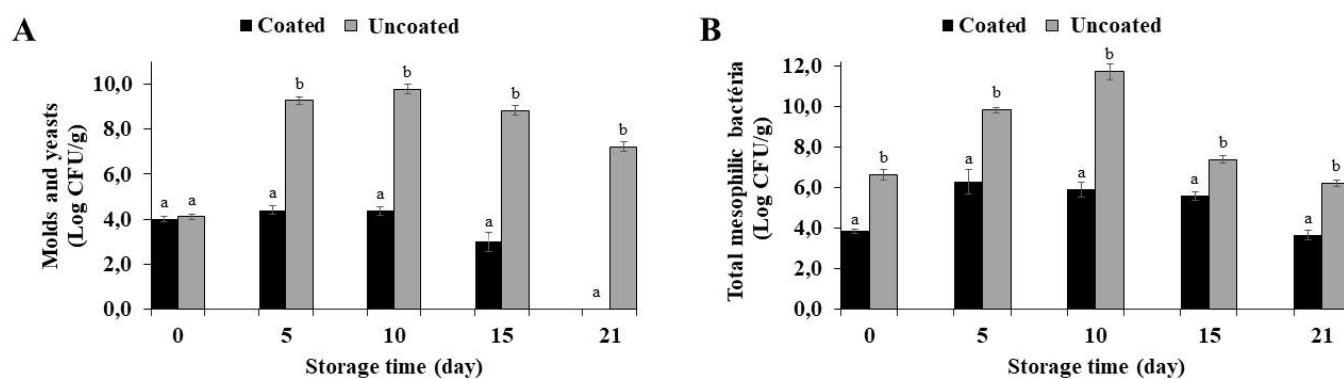 A
Coated Uncoated
Molds and yeasts
(Log CFU/g)
10,0
8,0
6,0
4,0
2,0
0,0
a a
a b
a b
a b
a b
0 5 10 15 21
Storage time (day)
B
Coated Uncoated
Total mesophilic bactéria
(Log CFU/g)
12,0
10,0
8,0
6,0
4,0
2,0
0,0
a b
a b
a b
a b
a b
0 5 10 15 21
Storage time (day)